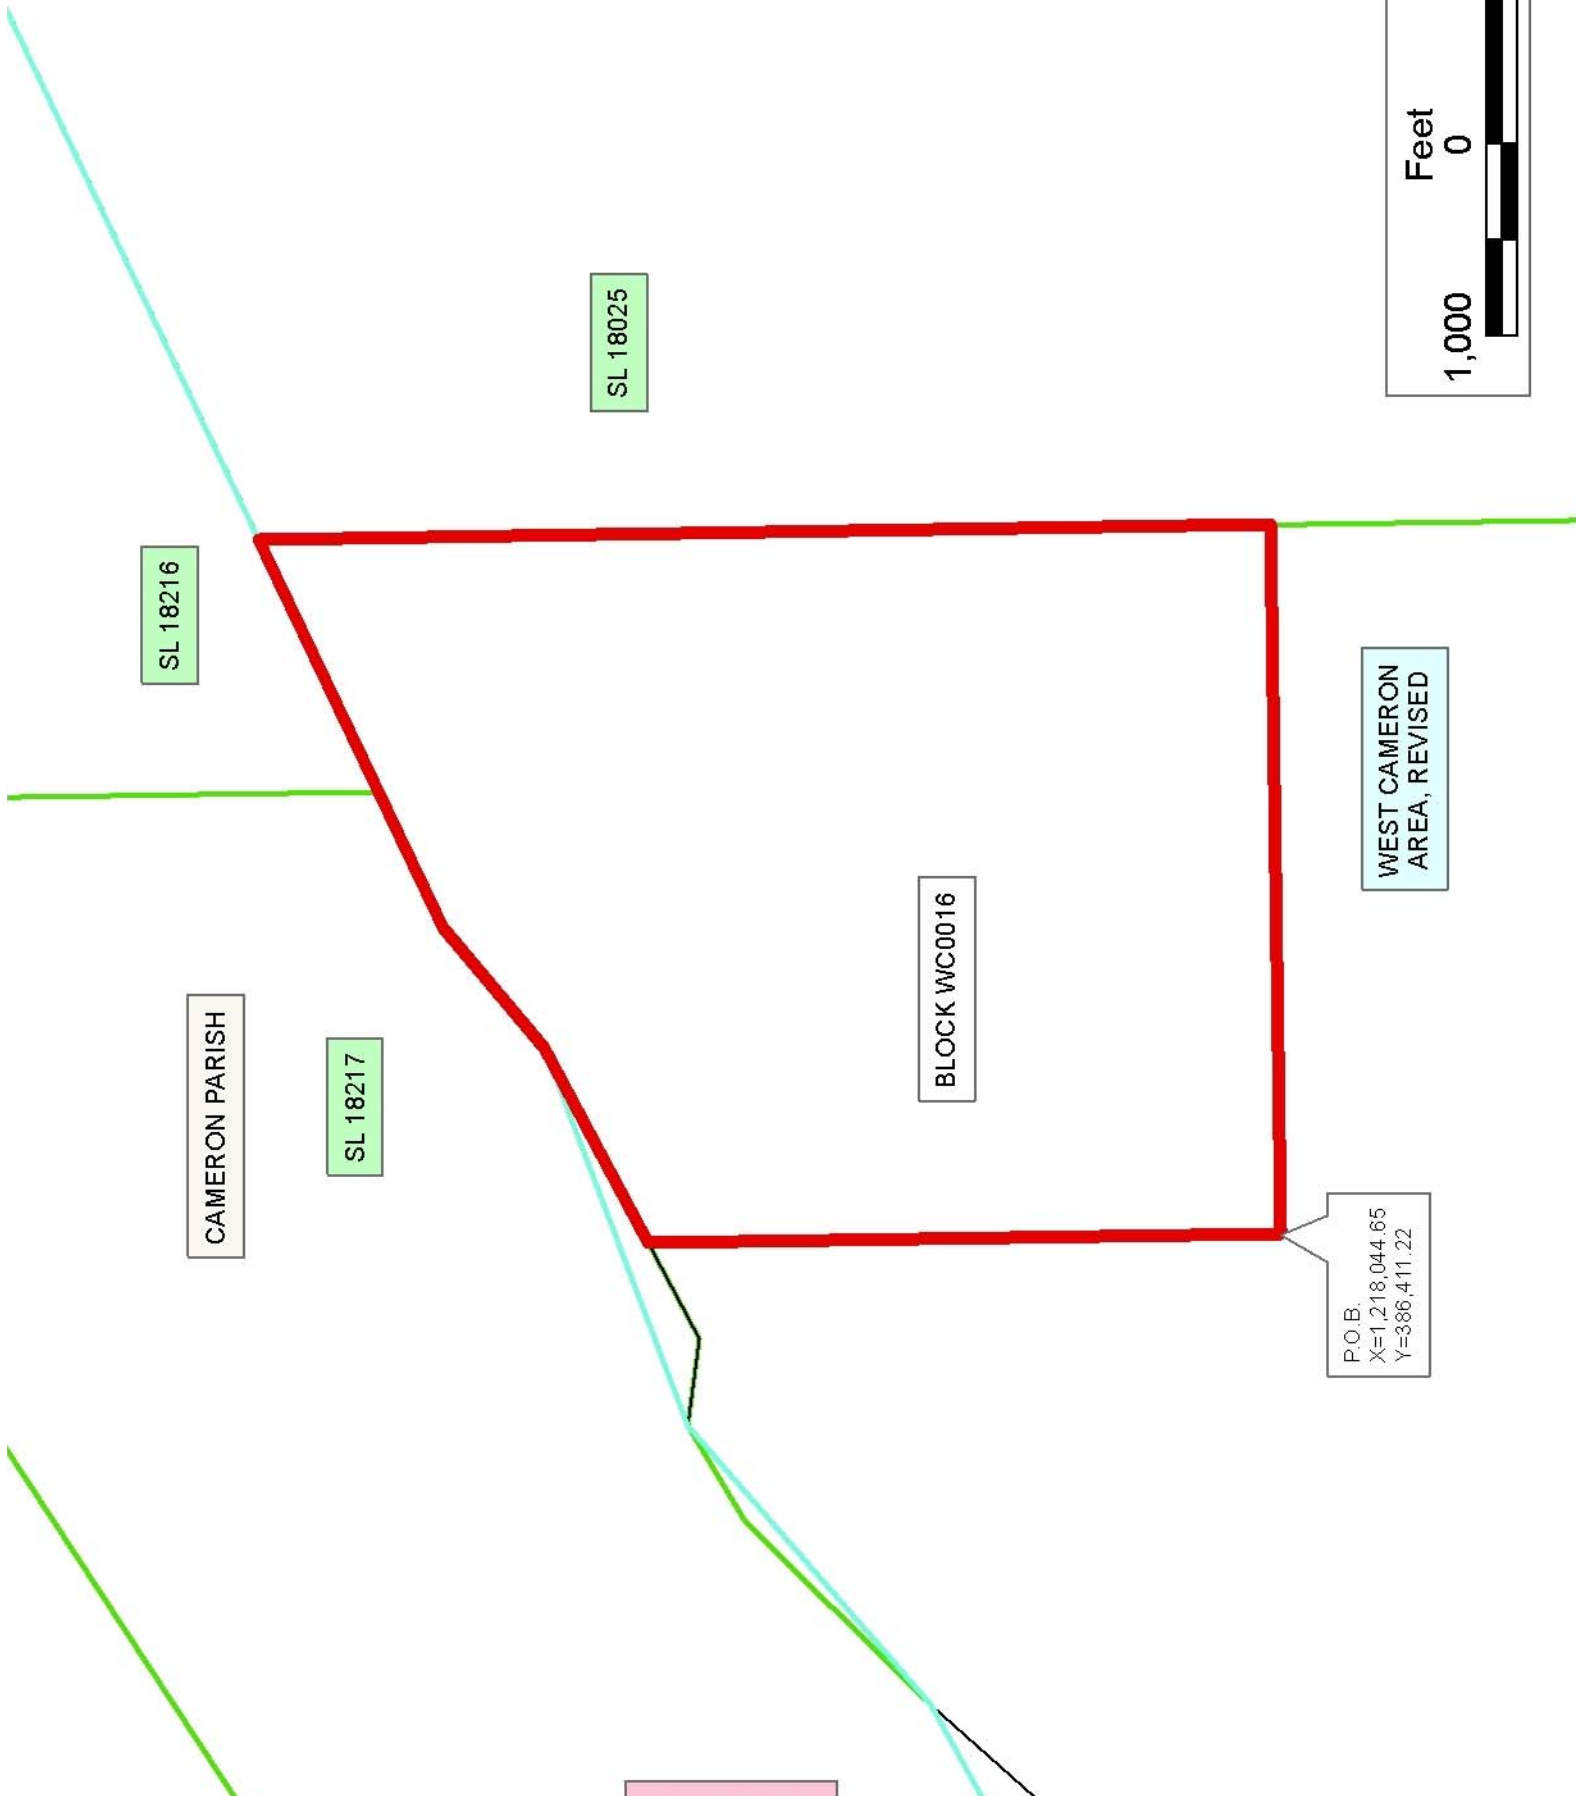 CAMERON PARISH
SL 18217
SL 18216
SL 18025
BLOCK WC0016
P.O.B.
X=1,218,044.65
Y=386,411.22
WEST CAMERON
AREA, REVISED
Feet
1,000 0